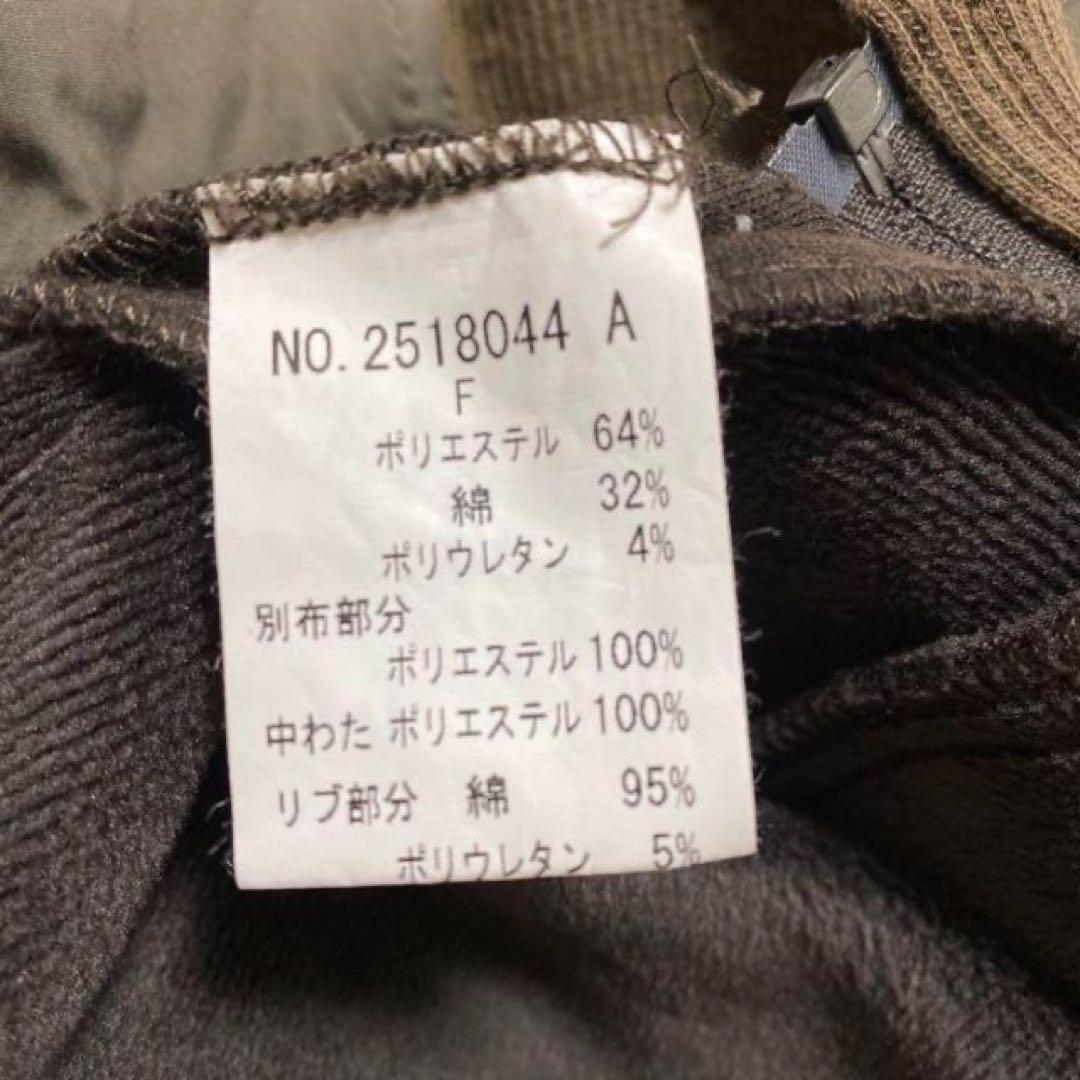 NO.2518044 A
F
ポリエステル 64%
綿 32%
ポリウレタン 4%
別布部分
ポリエステル 100%
中わた ポリエステル 100%
リブ部分 綿 95%
ポリウレタン 5%